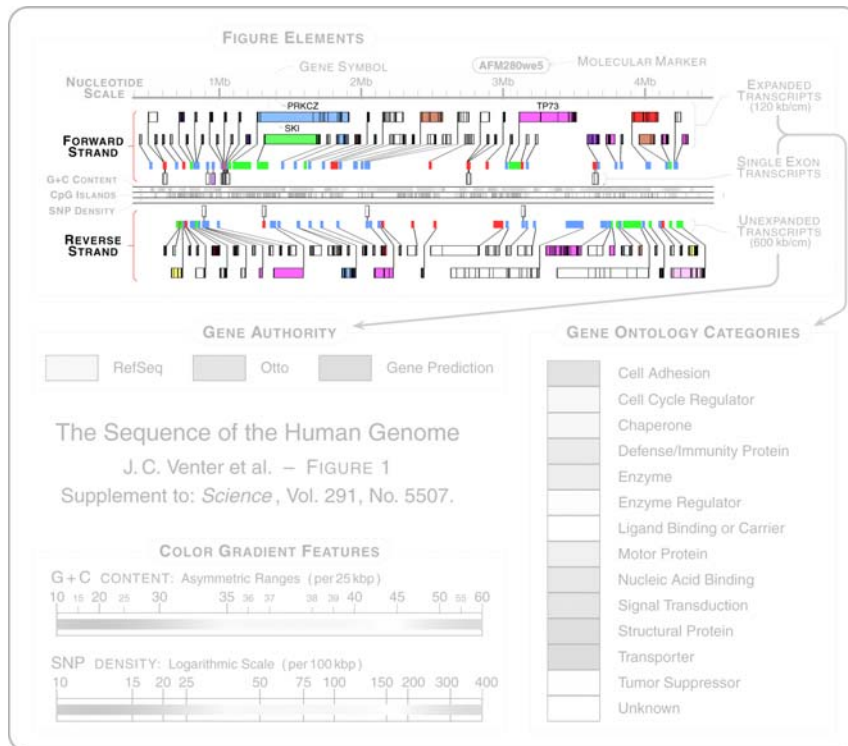 FIGURE ELEMENTS
GENE SYMBOL
AFM280we5
MOLECULAR MARKER
NUCLEOTIDE SCALE
1Mb 2Mb 3Mb 4Mb
EXPANDED TRANSCRIPTS (120 kb/cm)
PRKCZ
TP73
SKI
FORWARD STRAND
SINGLE EXON TRANSCRIPTS
G+C CONTENT
CpG ISLANDS
SNP DENSITY
UNEXPANDED TRANSCRIPTS (600 kb/cm)
REVERSE STRAND
GENE AUTHORITY
RefSeq
Otto
Gene Prediction
The Sequence of the Human Genome
J. C. Venter et al. – FIGURE 1
Supplement to: Science, Vol. 291, No. 5507.
COLOR GRADIENT FEATURES
G+C CONTENT: Asymmetric Ranges (per 25 kbp)
10 15 20 25 30 35 36 37 38 39 40 45 50 55 60
SNP DENSITY: Logarithmic Scale (per 100 kbp)
10 15 20 25 50 75 100 150 200 300 400
GENE ONTOLOGY CATEGORIES
Cell Adhesion
Cell Cycle Regulator
Chaperone
Defense/Immunity Protein
Enzyme
Enzyme Regulator
Ligand Binding or Carrier
Motor Protein
Nucleic Acid Binding
Signal Transduction
Structural Protein
Transporter
Tumor Suppressor
Unknown